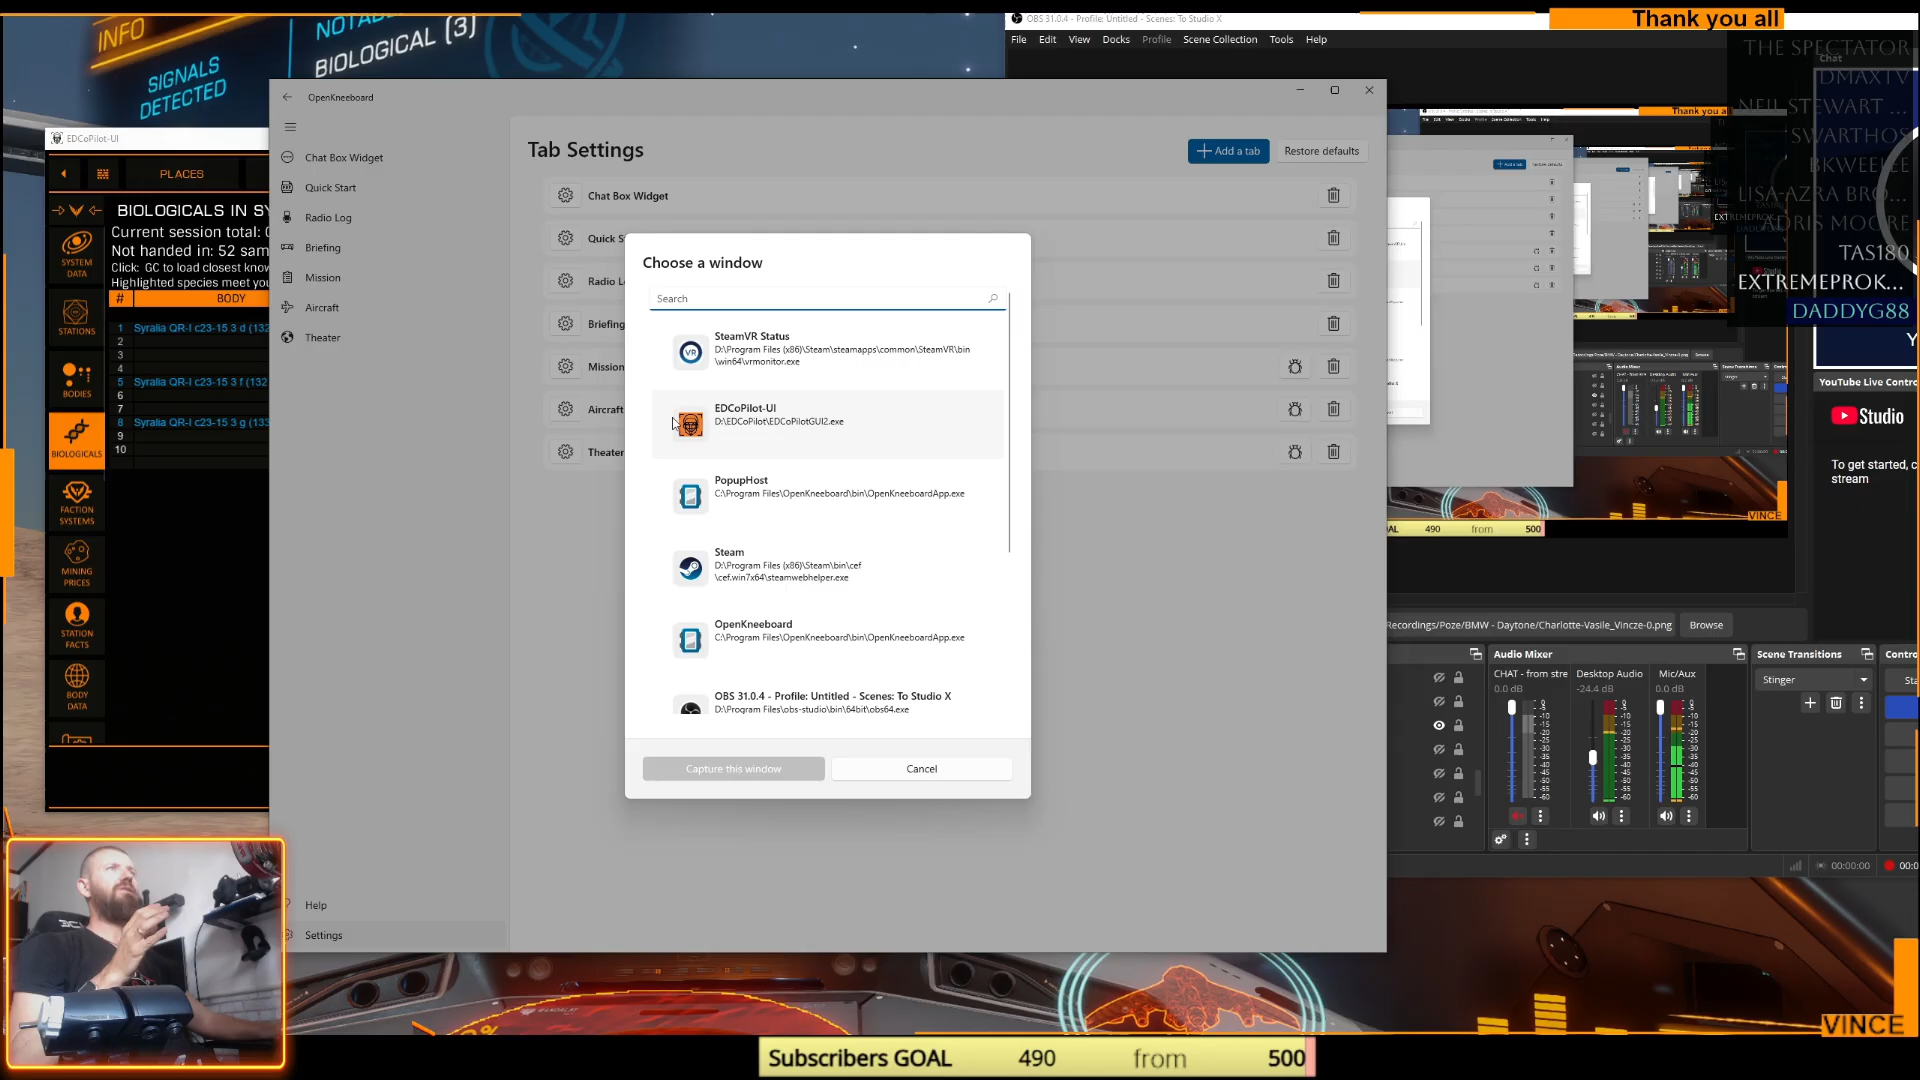 INFO
SIGNALS
DETECTED
BIOLOGICAL (3)
OBS 31.0.4 - Profile: Untitled - Scenes: To Studio X
File Edit View Docks Profile Scene Collection Tools Help
Thank you all
THE SPECTATOR
DMAXTV
NEIL STEWART ...
SWARTHOS
BKWEELEE
LISA-AZRA BRO...
ADRIS MOORE
TAS180
EXTREMEPROK...
DADDYG88
Chat
EDCoPilot-UI
PLACES
BIOLOGICALS IN SY
Current session total:
Not handed in: 52 sam
Click: GC to load closest know
Highlighted species meet you
# BODY
1 Syralia QR-I c23-15 3 d (132
2
3
4
5 Syralia QR-I c23-15 3 f (132
6
7
8 Syralia QR-I c23-15 3 g (133
9
10
SYSTEM
DATA
STATIONS
BODIES
BIOLOGICALS
FACTION
SYSTEMS
MINING
PRICES
STATION
FACTS
BODY
DATA
OpenKneeboard
Chat Box Widget
Quick Start
Radio Log
Briefing
Mission
Aircraft
Theater
Help
Settings
Tab Settings
Add a tab
Restore defaults
Chat Box Widget
Quick S
Radio L
Briefing
Mission
Aircraft
Theater
Choose a window
Search
SteamVR Status
D:\Program Files (x86)\Steam\steamapps\common\SteamVR\bin
\win64\vrmonitor.exe
EDCoPilot-UI
D:\EDCoPilot\EDCoPilotGUI2.exe
PopupHost
C:\Program Files\OpenKneeboard\bin\OpenKneeboardApp.exe
Steam
D:\Program Files (x86)\Steam\bin\cef
\cef.win7x64\steamwebhelper.exe
OpenKneeboard
C:\Program Files\OpenKneeboard\bin\OpenKneeboardApp.exe
OBS 31.0.4 - Profile: Untitled - Scenes: To Studio X
D:\Program Files\obs-studio\bin\64bit\obs64.exe
Capture this window
Cancel
YouTube Live Contro
Studio
To get started, c
stream
AL 490 from 500
VINCE
Recordings/Poze/BMW - Daytone/Charlotte-Vasile_Vincze-0.png
Browse
Audio Mixer
CHAT - from stre
0.0 dB
Desktop Audio
-24.4 dB
Mic/Aux
0.0 dB
Scene Transitions
Stinger
Contro
Sta
00:00:00
00:0
VINCE
Subscribers GOAL 490 from 500